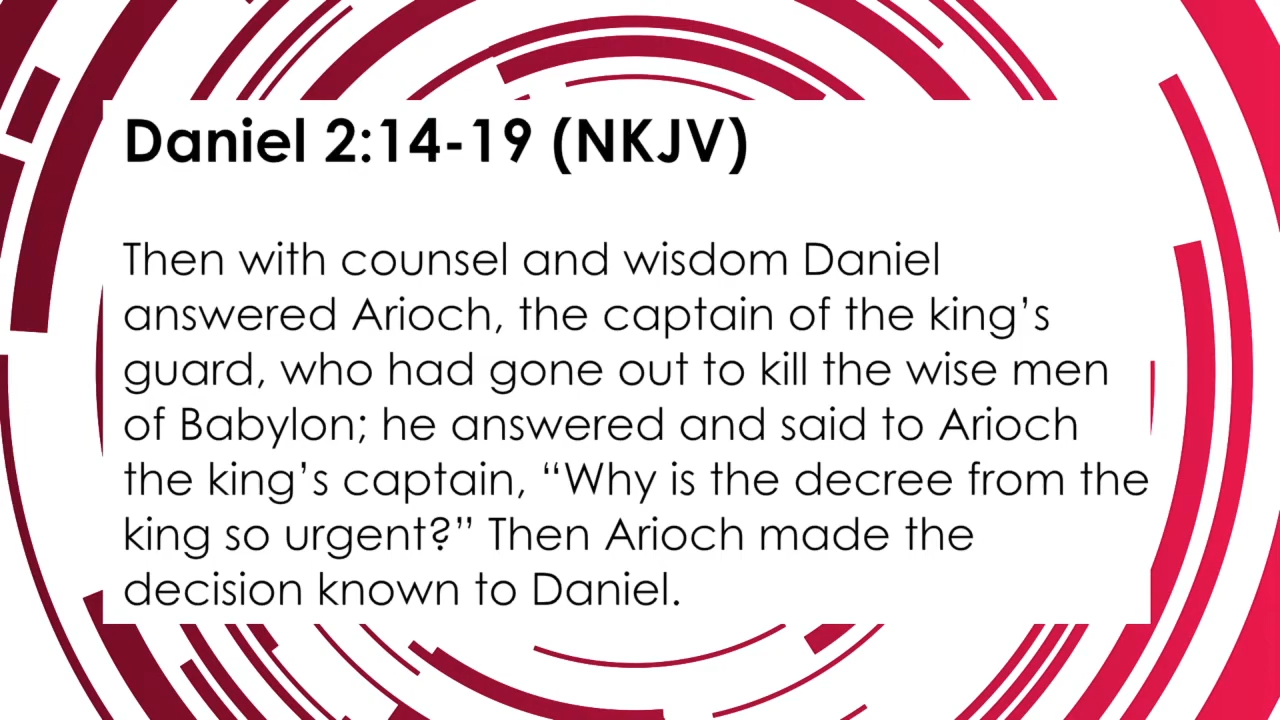 Daniel 2:14-19 (NKJV)
Then with counsel and wisdom Daniel
answered Arioch, the captain of the king’s
guard, who had gone out to kill the wise men
of Babylon; he answered and said to Arioch
the king’s captain, “Why is the decree from the
king so urgent?” Then Arioch made the
decision known to Daniel.